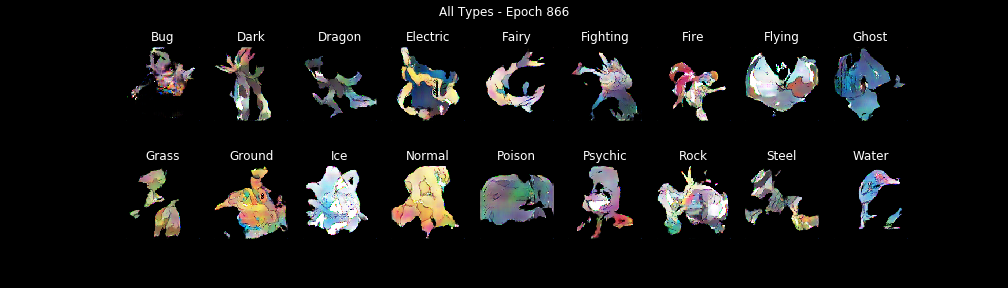 All Types - Epoch 866
Bug Dark Dragon Electric Fairy Fighting Fire Flying Ghost
Grass Ground Ice Normal Poison Psychic Rock Steel Water